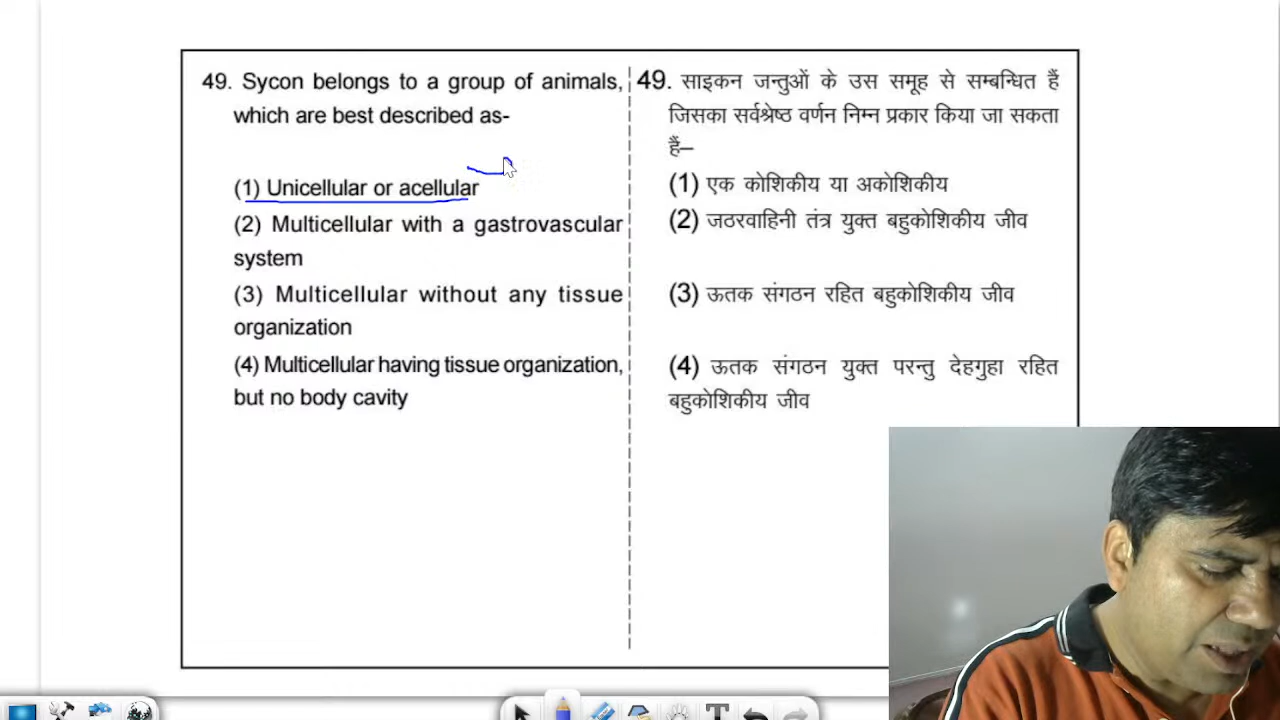 49. Sycon belongs to a group of animals,
which are best described as-
(1) Unicellular or acellular
(2) Multicellular with a gastrovascular
system
(3) Multicellular without any tissue
organization
(4) Multicellular having tissue organization,
but no body cavity
49. साइकन जन्तुओं के उस समूह से सम्बन्धित हैं
जिसका सर्वश्रेष्ठ वर्णन निम्न प्रकार किया जा सकता
हैं–
(1) एक कोशिकीय या अकोशिकीय
(2) जठरवाहिनी तंत्र युक्त बहुकोशिकीय जीव
(3) ऊतक संगठन रहित बहुकोशिकीय जीव
(4) ऊतक संगठन युक्त परन्तु देहगुहा रहित
बहुकोशिकीय जीव